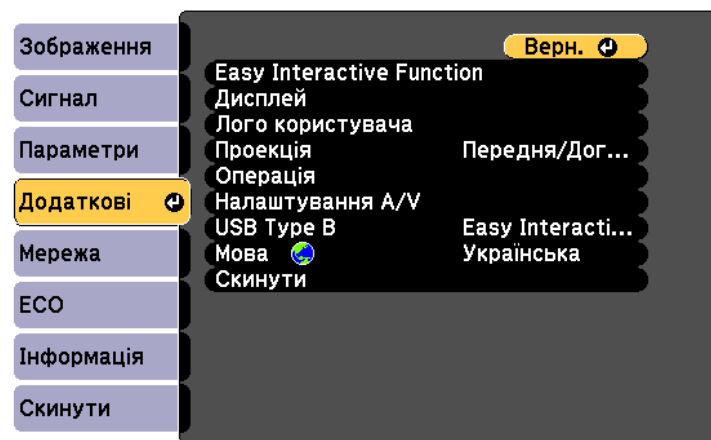 Зображення
Сигнал
Параметри
Додаткові
Мережа
ECO
Інформація
Скинути
Верн.
Easy Interactive Function
Дисплей
Лого користувача
Проекція Передня/Дог...
Операція
Налаштування A/V
USB Type B Easy Interacti...
Мова Українська
Скинути